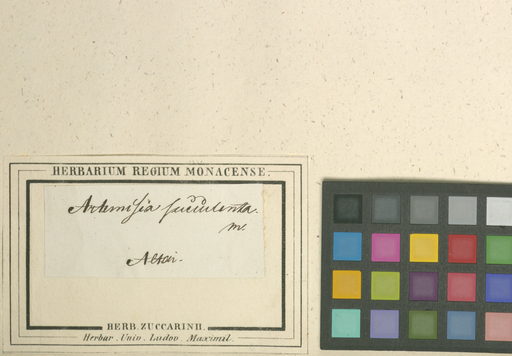 HERBARIUM REGIUM MONACENSE.
Artemisia succulenta.
m.
Altai.
HERB. ZUCCARINII.
Herbar. Univ. Ludov. Maximil.